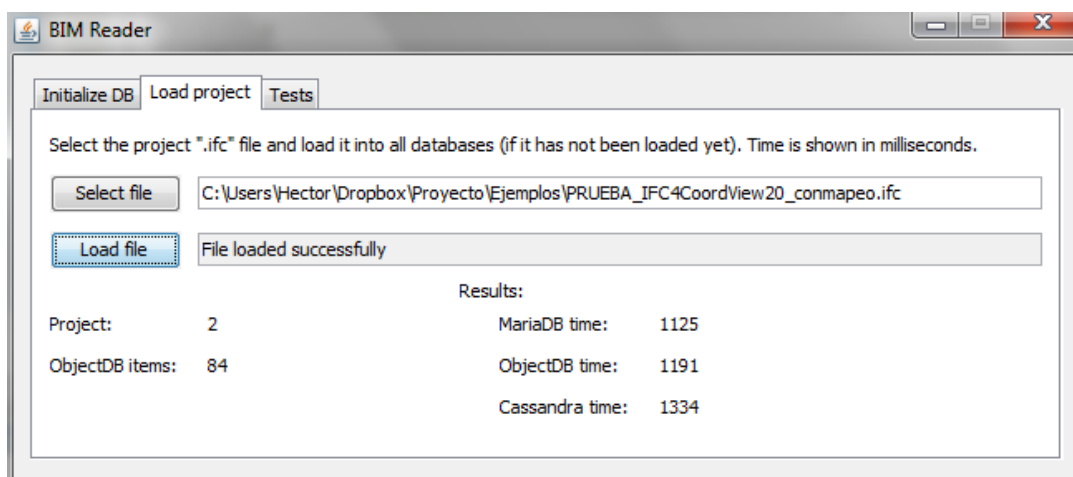 BIM Reader
Initialize DB Load project Tests
Select the project ".ifc" file and load it into all databases (if it has not been loaded yet). Time is shown in milliseconds.
Select file C:\Users\Hector\Dropbox\Proyecto\Ejemplos\PRUEBA_IFC4CoordView20_conmapeo.ifc
Load file File loaded successfully
Results:
Project: 2 MariaDB time: 1125
ObjectDB items: 84 ObjectDB time: 1191
Cassandra time: 1334